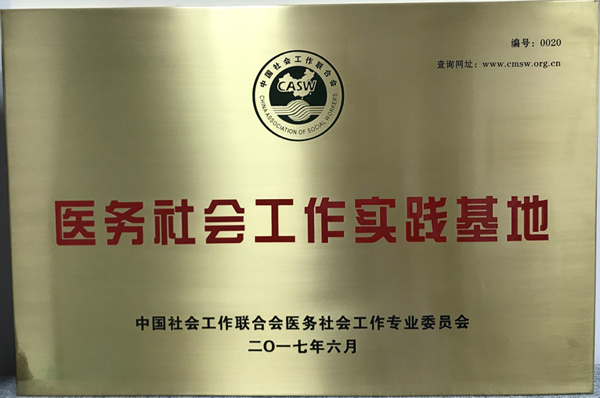 编号：0020
查询网址：www.cmsw.org.cn
中国社会工作联合会
CASW
CHINA ASSOCIATION OF SOCIAL WORKERS
医务社会工作实践基地
中国社会工作联合会医务社会工作专业委员会
二〇一七年六月